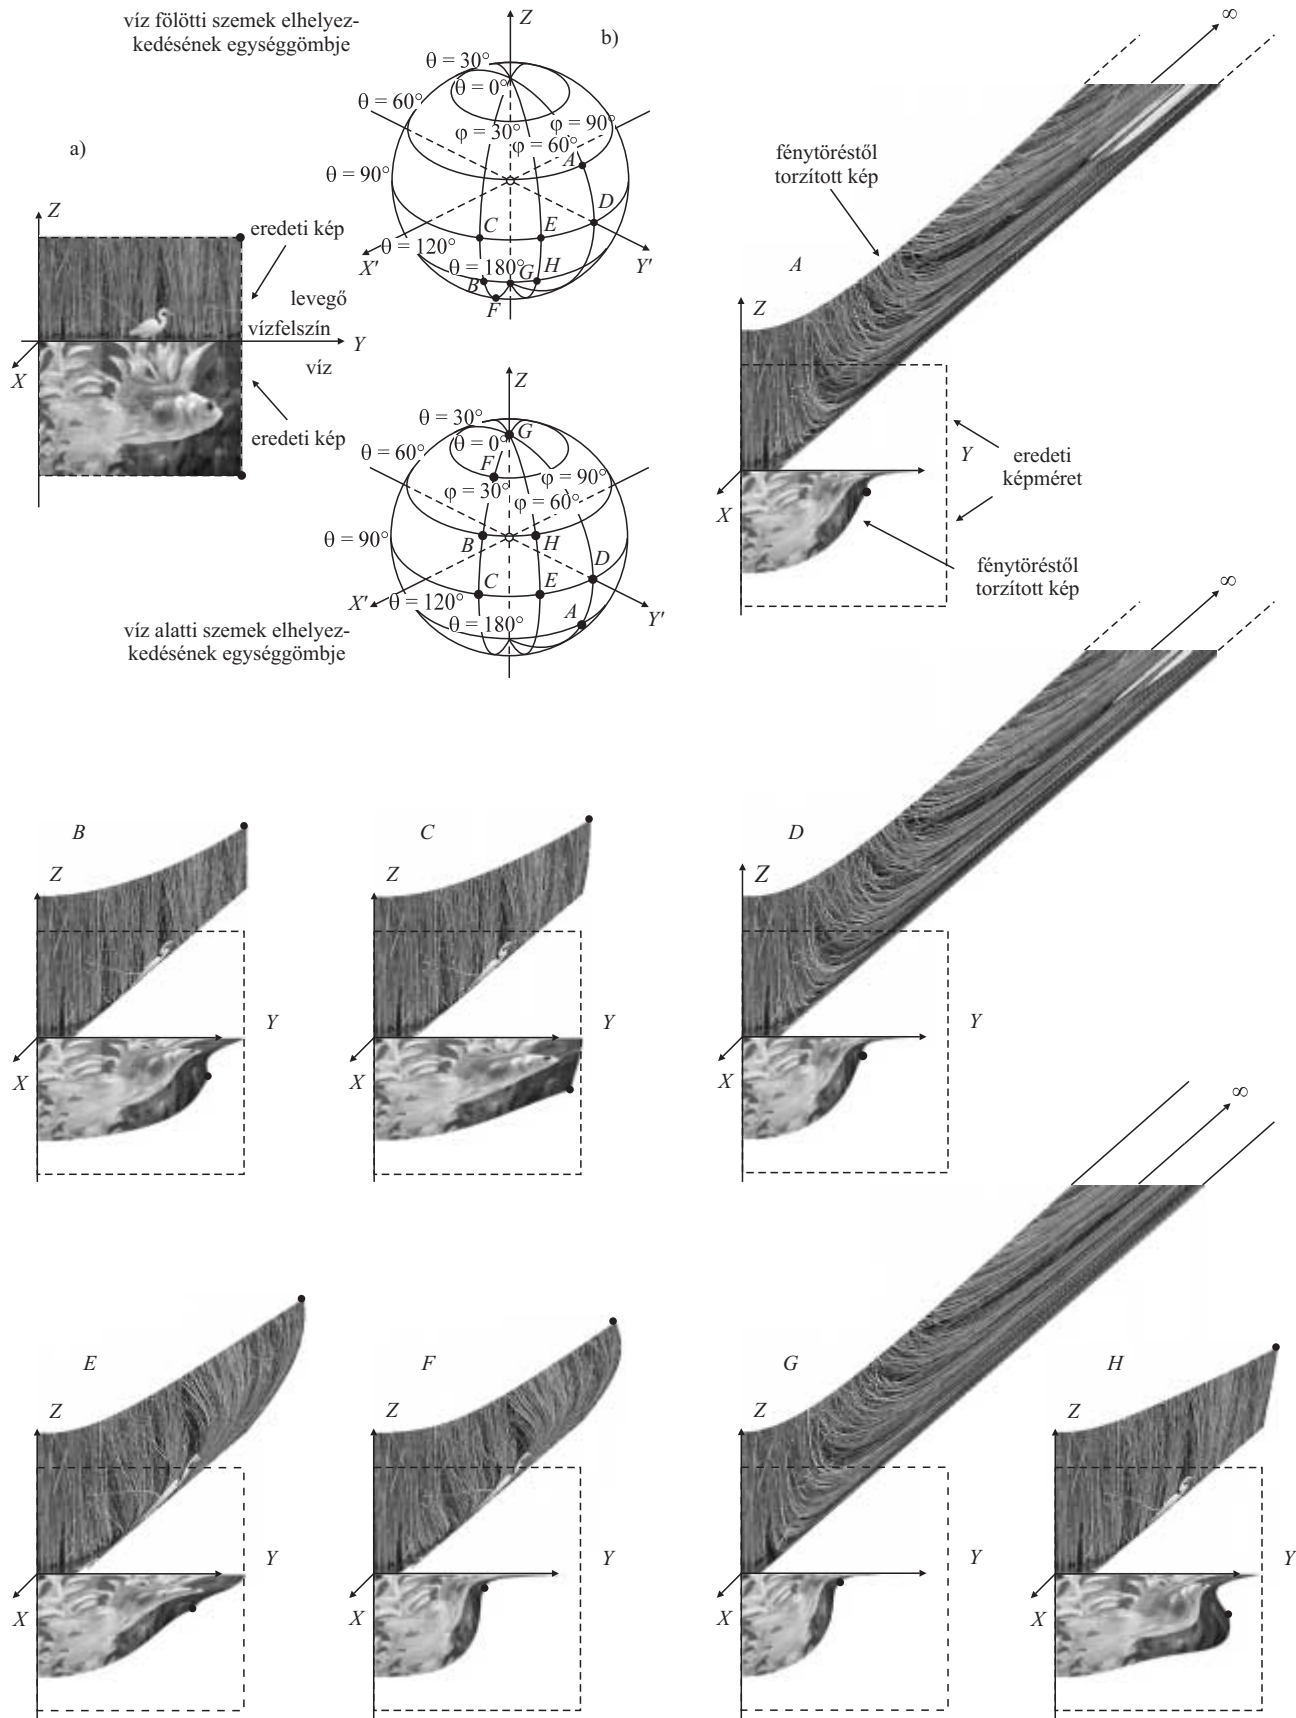 víz fölötti szemek elhelyez-
kedésének egységgömbje
b)
Z
θ = 30°
θ = 0°
θ = 60°
φ = 30°
φ = 90°
φ = 60°
A
θ = 90°
D
C
E
X'
θ = 120°
Y'
θ = 180°
B
G
H
F
a)
Z
eredeti kép
levegő
vízfelszín
Y
X
víz
eredeti kép
Z
θ = 30°
G
θ = 0°
θ = 60°
F
φ = 90°
φ = 30°
φ = 60°
θ = 90°
B
H
D
C
E
X'
θ = 120°
A
θ = 180°
Y'
víz alatti szemek elhelyez-
kedésének egységgömbje
∞
fénytöréstől
torzított kép
A
Z
Y
eredeti
képméret
X
fénytöréstől
torzított kép
B
Z
Y
X
C
Z
Y
X
∞
D
Z
Y
X
E
Z
Y
X
F
Z
Y
X
∞
G
Z
Y
X
H
Z
Y
X